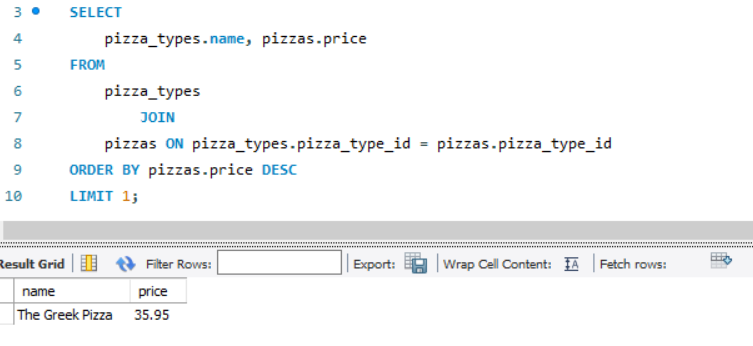 3 SELECT
4 pizza_types.name, pizzas.price
5 FROM
6 pizza_types
7 JOIN
8 pizzas ON pizza_types.pizza_type_id = pizzas.pizza_type_id
9 ORDER BY pizzas.price DESC
10 LIMIT 1;
Result Grid Filter Rows: Export: Wrap Cell Content: IA Fetch rows:
name price
The Greek Pizza 35.95